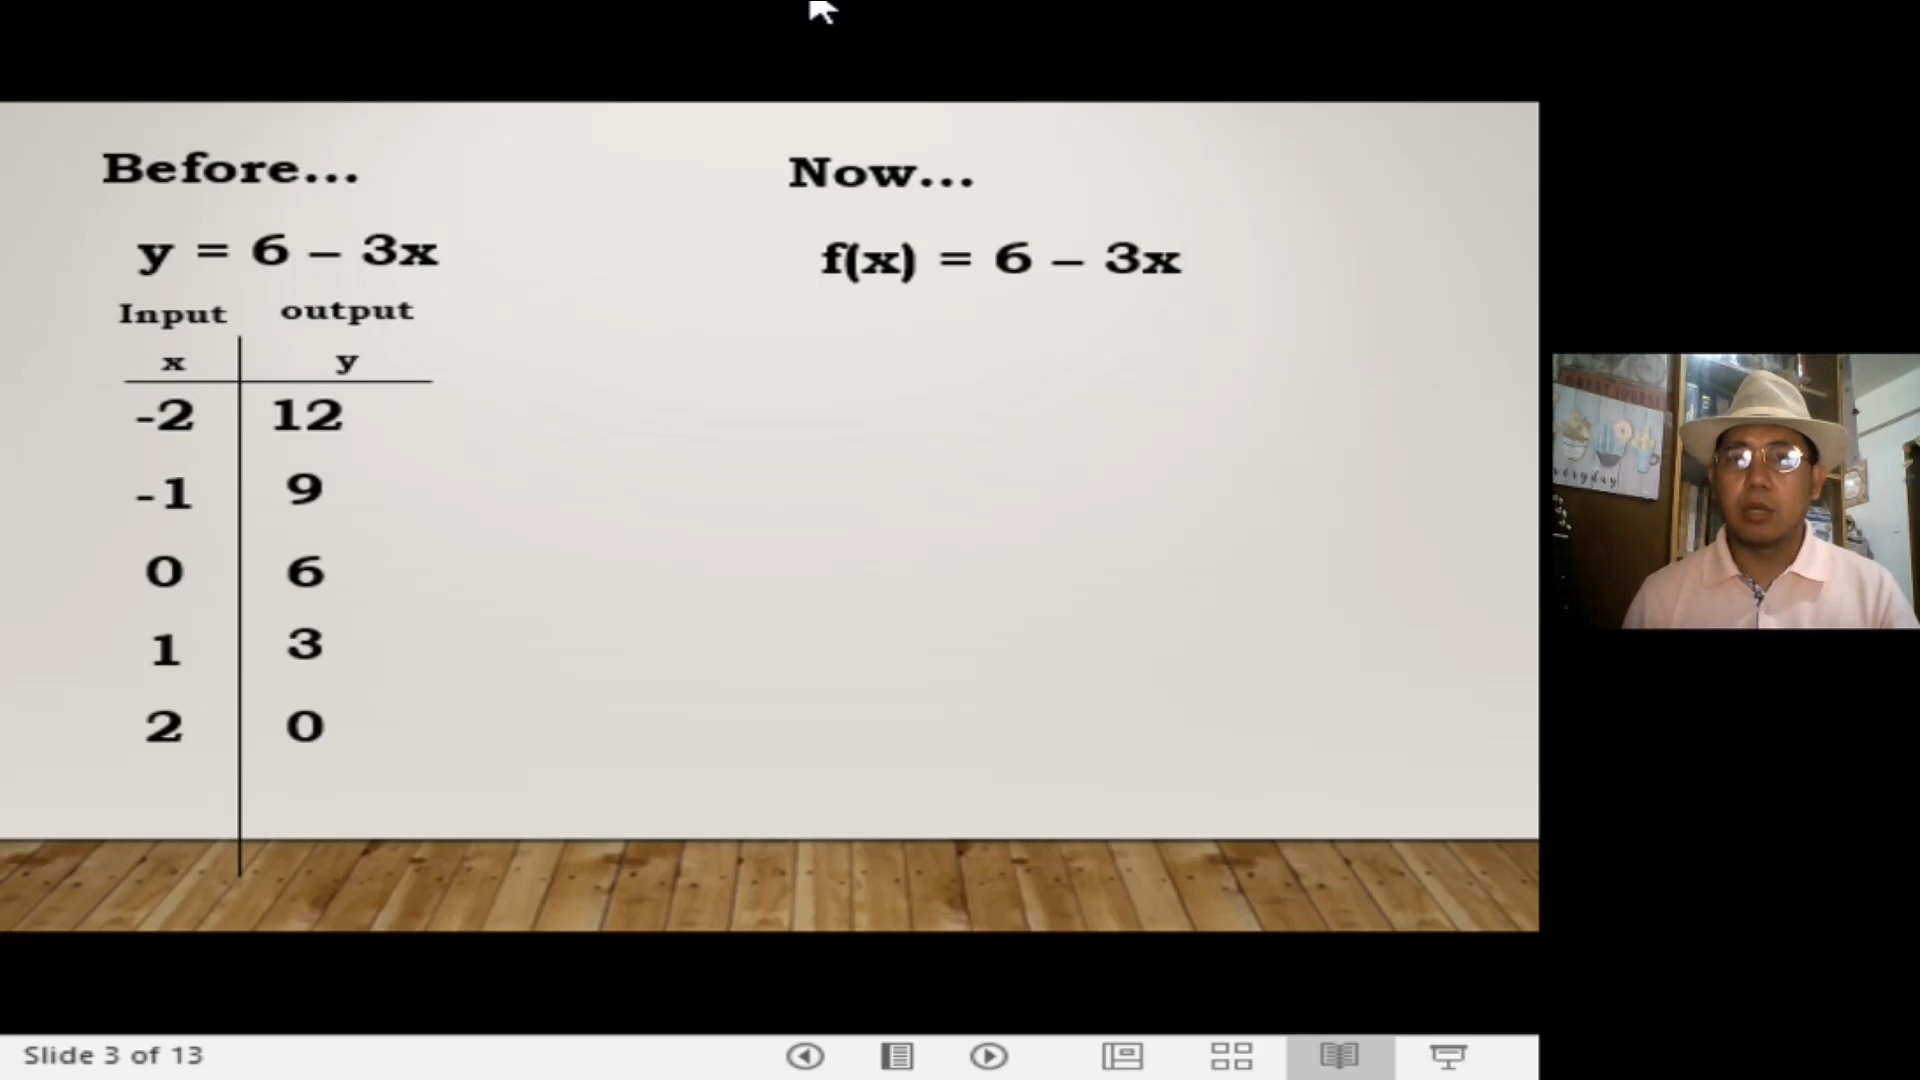 Before...
y = 6 – 3x
Input output
x y
-2 12
-1 9
0 6
1 3
2 0
Now...
f(x) = 6 – 3x
everyday
Slide 3 of 13